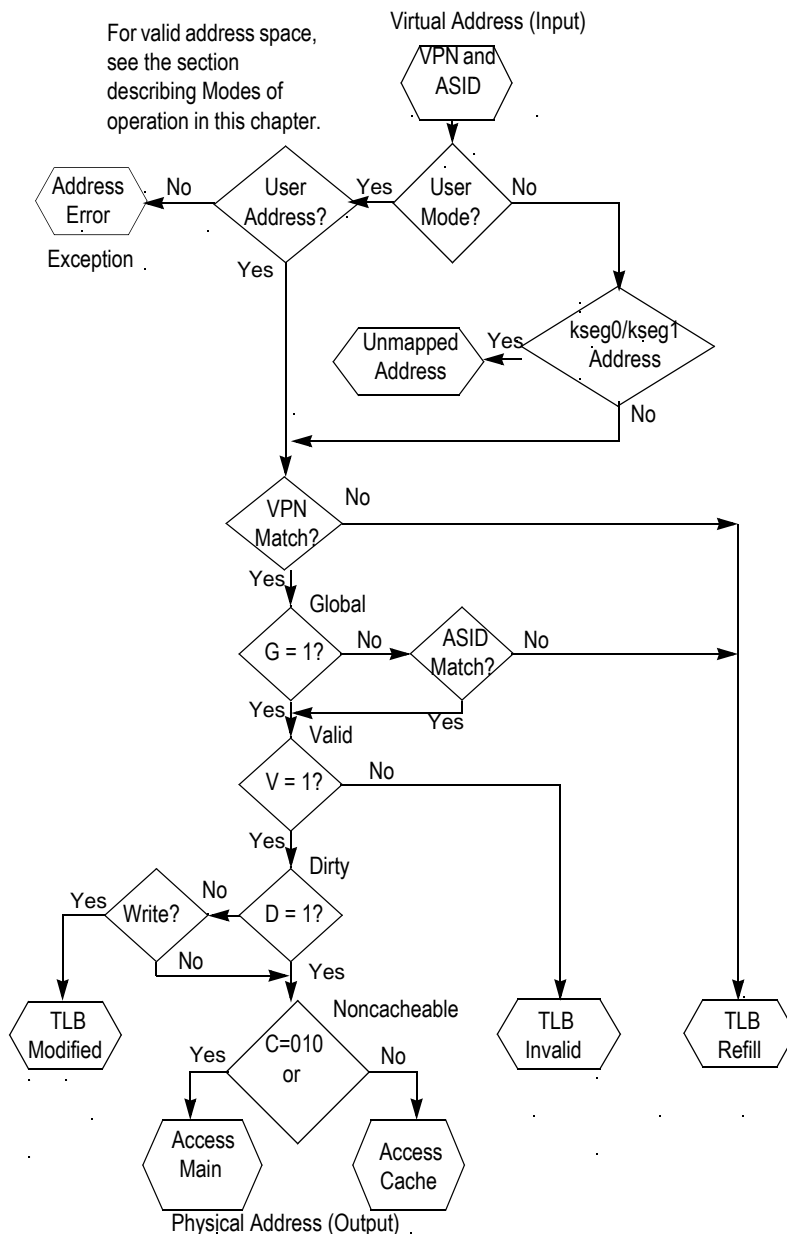 For valid address space,
see the section
describing Modes of
operation in this chapter.
Virtual Address (Input)
VPN and
ASID
User
Mode?
Yes
No
User
Address?
No
Yes
Address
Error
Exception
kseg0/kseg1
Address
Yes
No
Unmapped
Address
VPN
Match?
No
Yes
Global
G = 1?
No
Yes
ASID
Match?
No
Yes
Valid
V = 1?
No
Yes
Dirty
D = 1?
No
Yes
Write?
Yes
No
TLB
Modified
Noncacheable
C=010
or
Yes
No
TLB
Invalid
TLB
Refill
Access
Main
Access
Cache
Physical Address (Output)